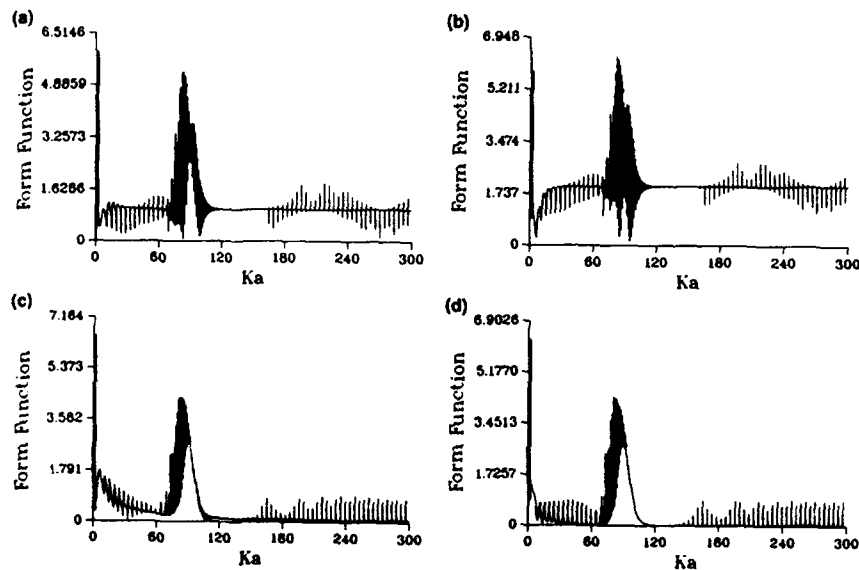 (a)
6.5146
4.8859
3.2573
1.6286
0
Form Function
0 60 120 180 240 300
Ka
(b)
6.948
5.211
3.474
1.737
0
Form Function
0 60 120 180 240 300
Ka
(c)
7.164
5.373
3.582
1.791
0
Form Function
0 60 120 180 240 300
Ka
(d)
6.9026
5.1770
3.4513
1.7257
0
Form Function
0 60 120 180 240 300
Ka